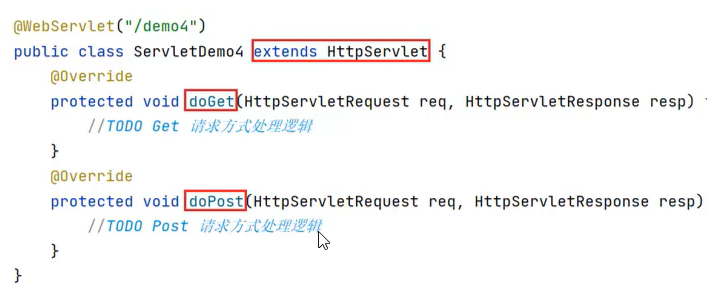 @WebServlet("/demo4")
public class ServletDemo4 extends HttpServlet {
@Override
protected void doGet(HttpServletRequest req, HttpServletResponse resp)
//TODO Get 请求方式处理逻辑
}
@Override
protected void doPost(HttpServletRequest req, HttpServletResponse resp)
//TODO Post 请求方式处理逻辑
}
}